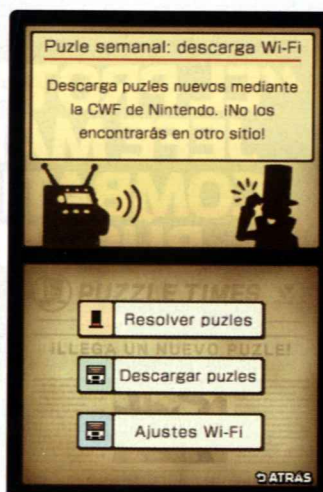 Puzle semanal: descarga Wi-Fi
Descarga puzles nuevos mediante
la CWF de Nintendo. ¡No los
encontrarás en otro sitio!
PUZZLE TIMES
Resolver puzles
¡LLEGA UN NUEVO PUZLE!
Descargar puzles
Ajustes Wi-Fi
ATRÁS